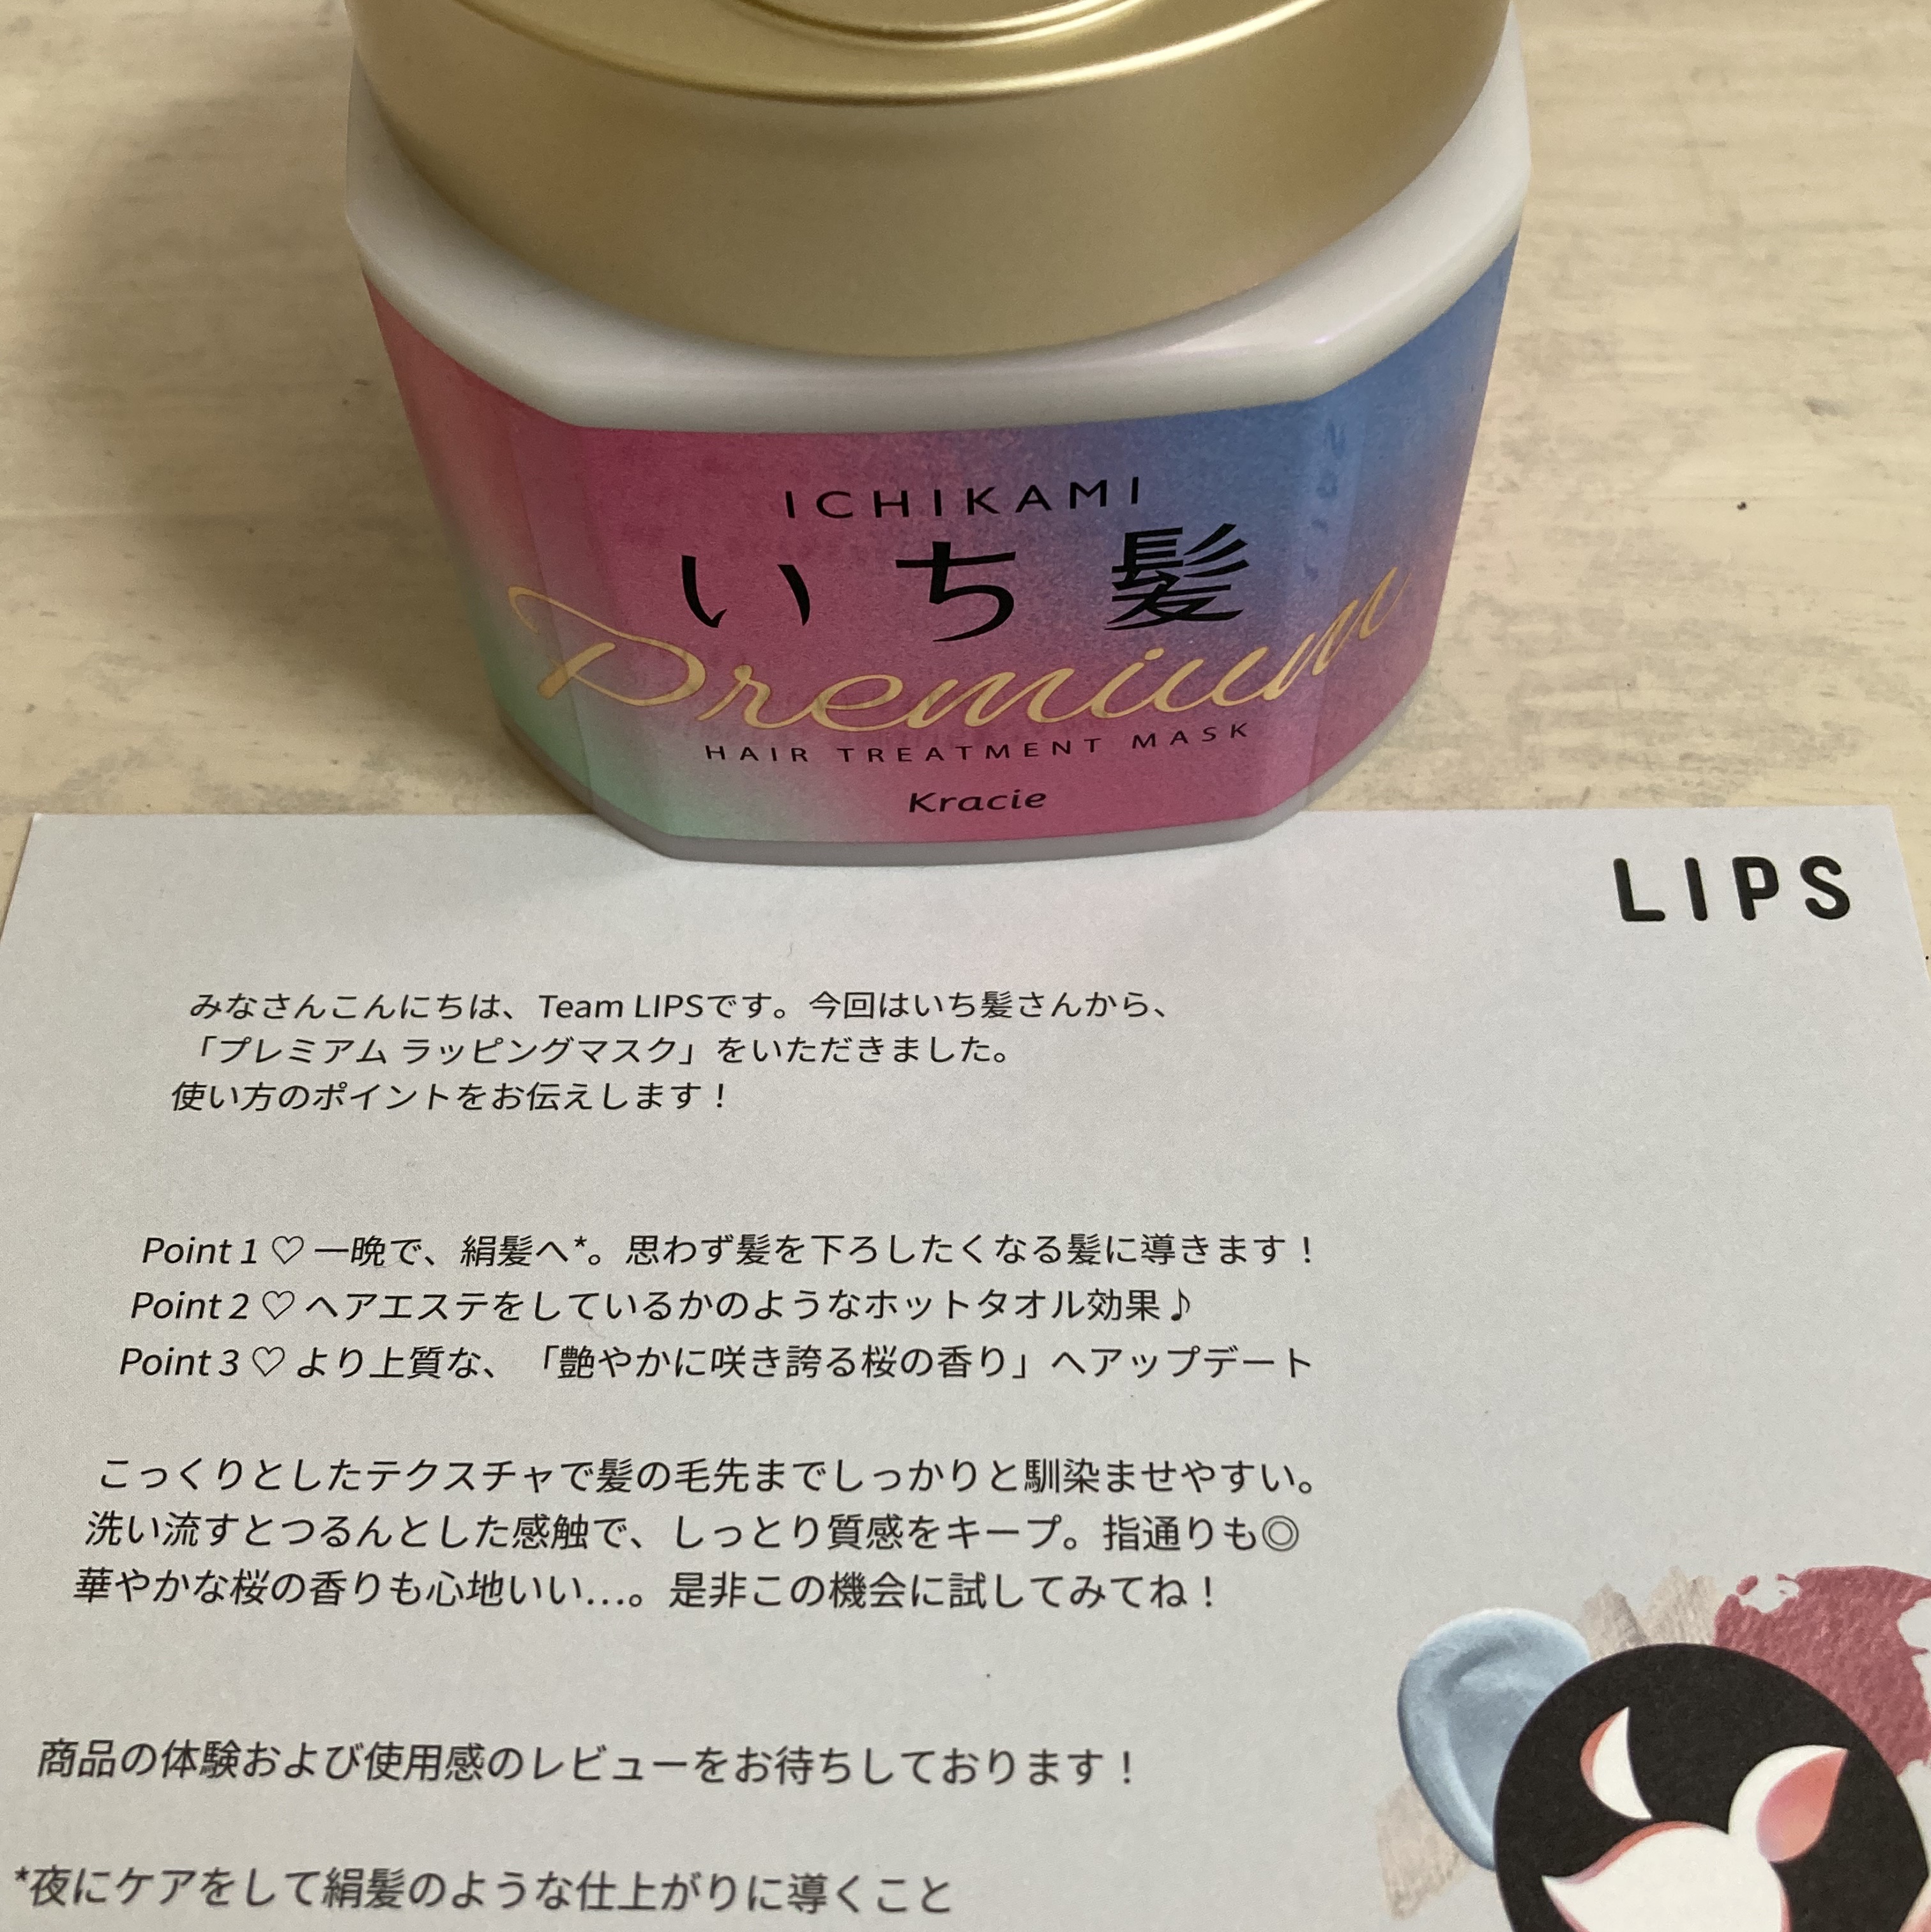 ICHIKAMI
いち髪
Premium
HAIR TREATMENT MASK
Kracie
LIPS
みなさんこんにちは、Team LIPSです。今回はいち髪さんから、
「プレミアム ラッピングマスク」をいただきました。
使い方のポイントをお伝えします！
Point 1 ♡ 一晩で、絹髪へ*。思わず髪を下ろしたくなる髪に導きます！
Point 2 ♡ ヘアエステをしているかのようなホットタオル効果♪
Point 3 ♡ より上質な、「艶やかに咲き誇る桜の香り」へアップデート
こっくりとしたテクスチャで髪の毛先までしっかりと馴染ませやすい。
洗い流すとつるんとした感触で、しっとり質感をキープ。指通りも◎
華やかな桜の香りも心地いい…。是非この機会に試してみてね！
商品の体験および使用感のレビューをお待ちしております！
*夜にケアをして絹髪のような仕上がりに導くこと